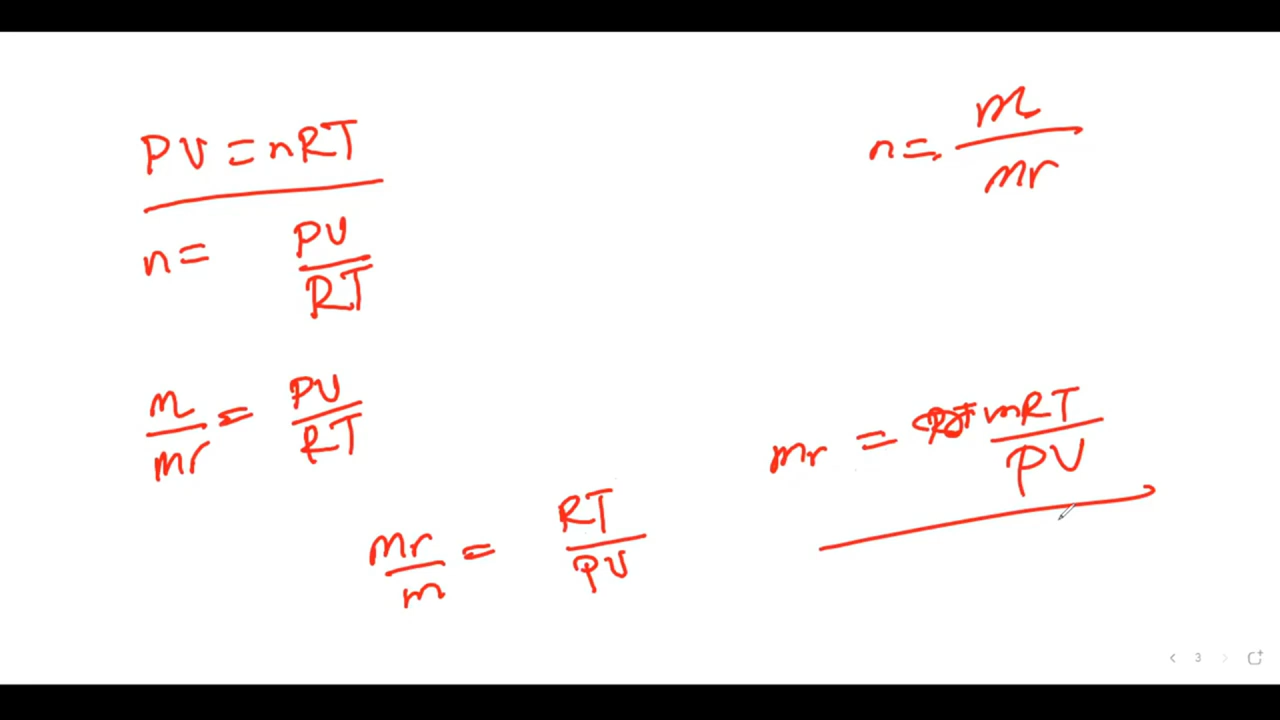 PV = nRT
n = PV/RT
n = m/mr
m/mr = PV/RT
mr/m = RT/PV
mr = mRT/PV
3